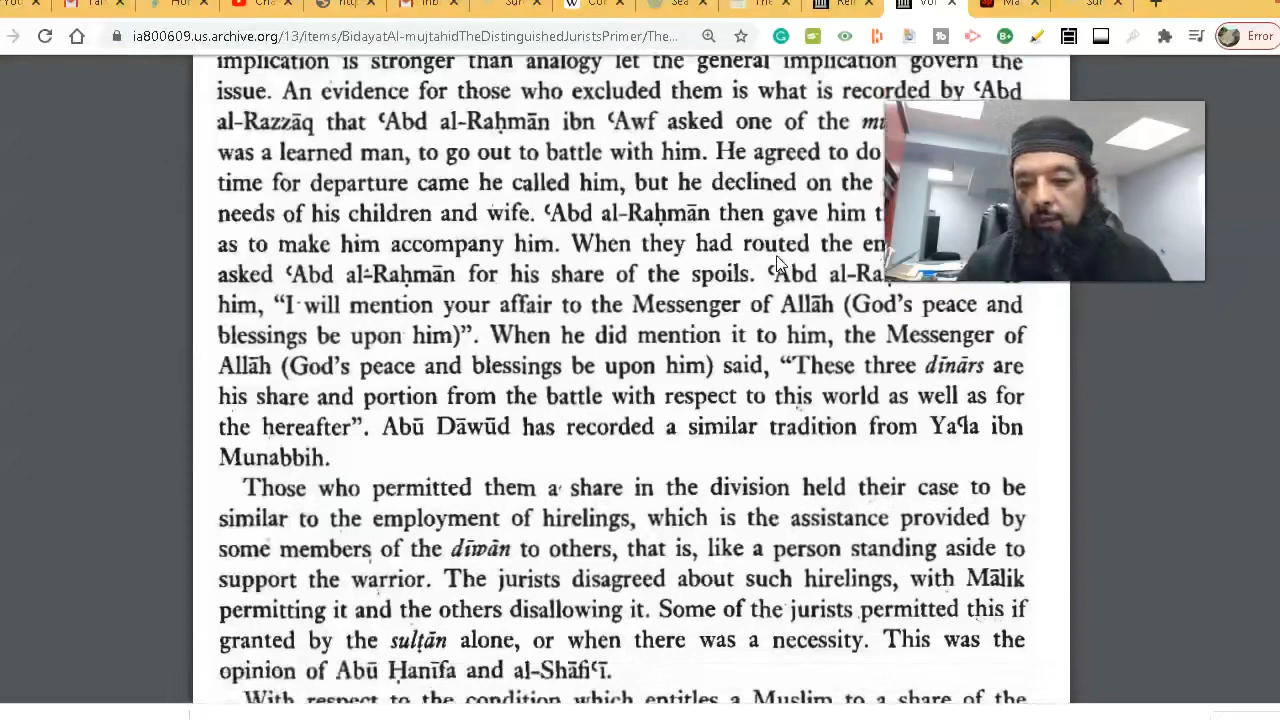 ia800609.us.archive.org/13/items/BidayatAl-mujtahidTheDistinguishedJuristsPrimer/The...
Error
implication is stronger than analogy let the general implication govern the
issue. An evidence for those who excluded them is what is recorded by ʿAbd
al-Razzāq that ʿAbd al-Raḥmān ibn ʿAwf asked one of the
was a learned man, to go out to battle with him. He agreed to do
time for departure came he called him, but he declined on the
needs of his children and wife. ʿAbd al-Raḥmān then gave him
as to make him accompany him. When they had routed the
asked ʿAbd al-Raḥmān for his share of the spoils. ʿAbd
him, “I will mention your affair to the Messenger of Allāh (God's peace and
blessings be upon him)”. When he did mention it to him, the Messenger of
Allāh (God's peace and blessings be upon him) said, “These three dīnārs are
his share and portion from the battle with respect to this world as well as for
the hereafter”. Abū Dāwūd has recorded a similar tradition from Yaʿla ibn
Munabbih.
Those who permitted them a share in the division held their case to be
similar to the employment of hirelings, which is the assistance provided by
some members of the dīwān to others, that is, like a person standing aside to
support the warrior. The jurists disagreed about such hirelings, with Mālik
permitting it and the others disallowing it. Some of the jurists permitted this if
granted by the sulṭān alone, or when there was a necessity. This was the
opinion of Abū Ḥanīfa and al-Shāfiʿī.
With respect to the condition which entitles a Muslim to a share of the